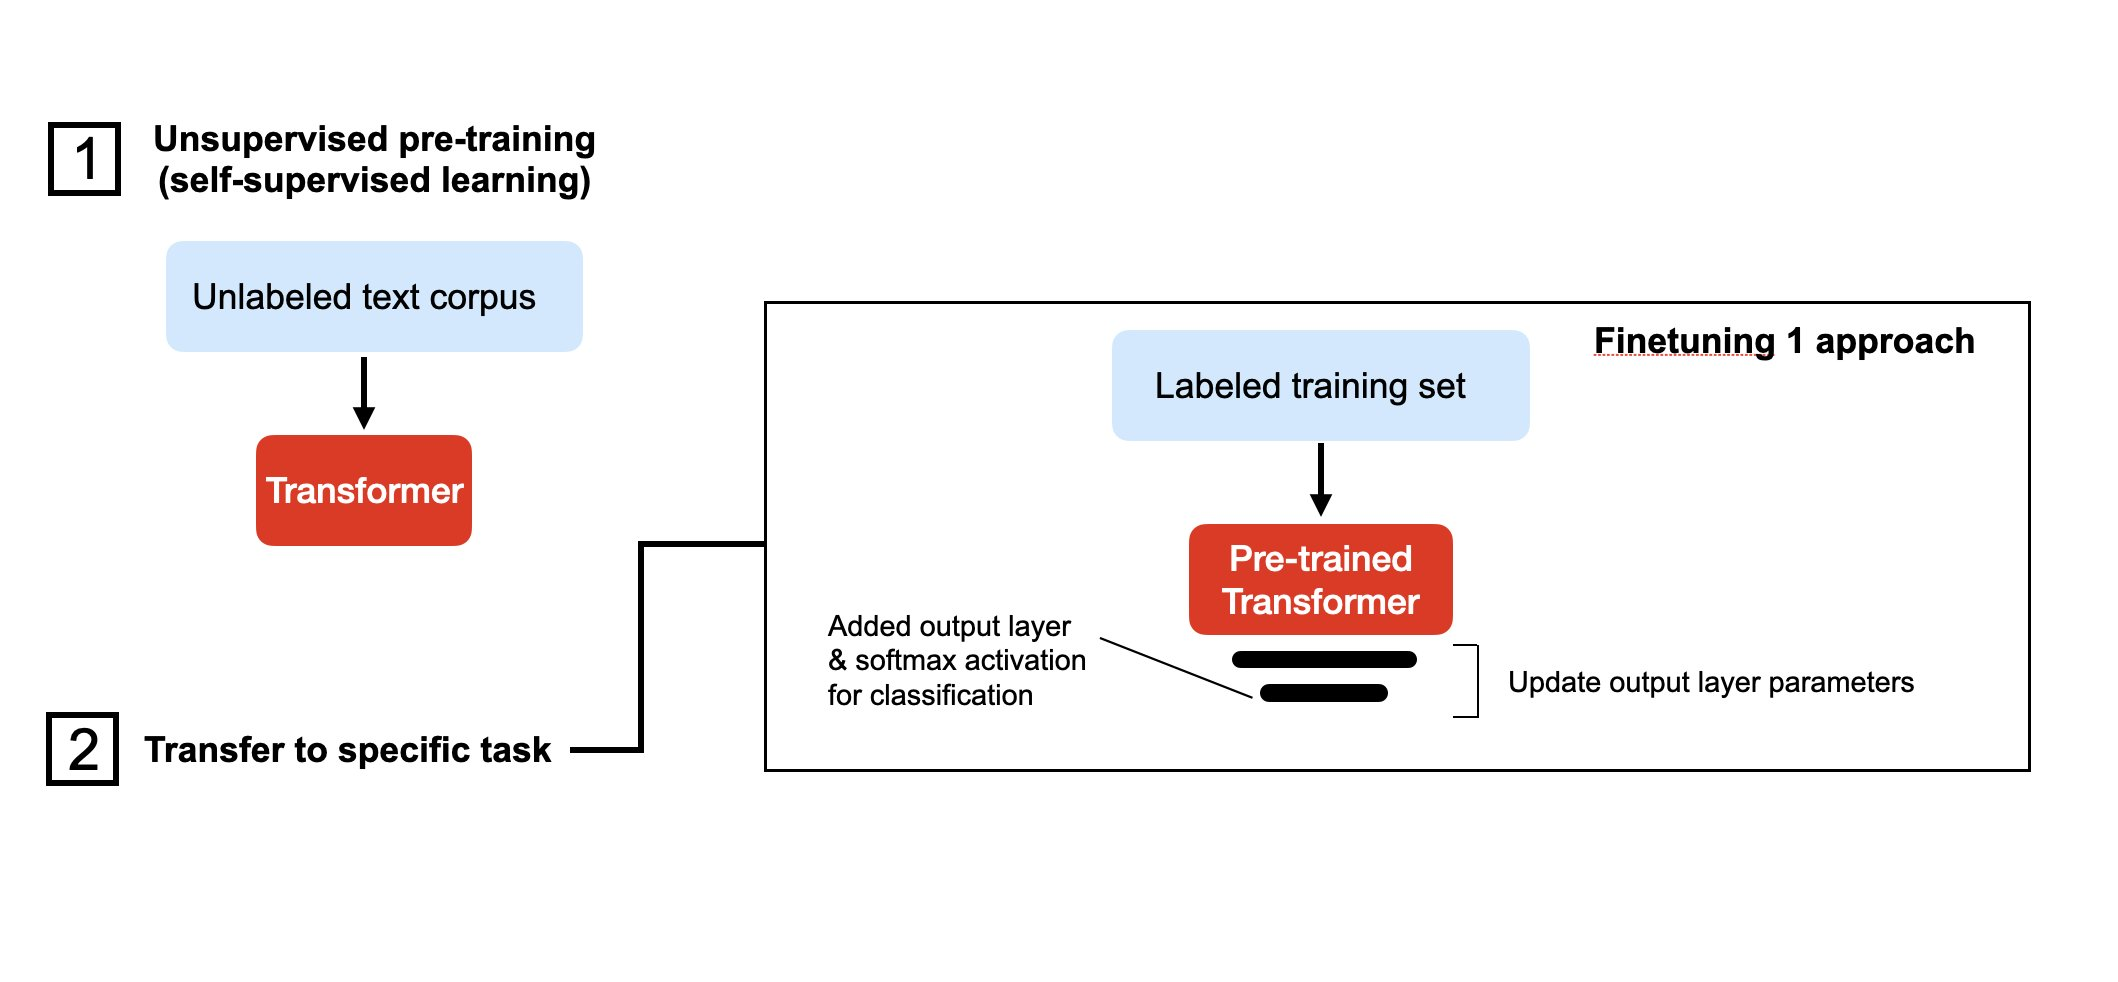 1
Unsupervised pre-training
(self-supervised learning)
Unlabeled text corpus
Transformer
2
Transfer to specific task
Finetuning 1 approach
Labeled training set
Pre-trained
Transformer
Added output layer
& softmax activation
for classification
Update output layer parameters